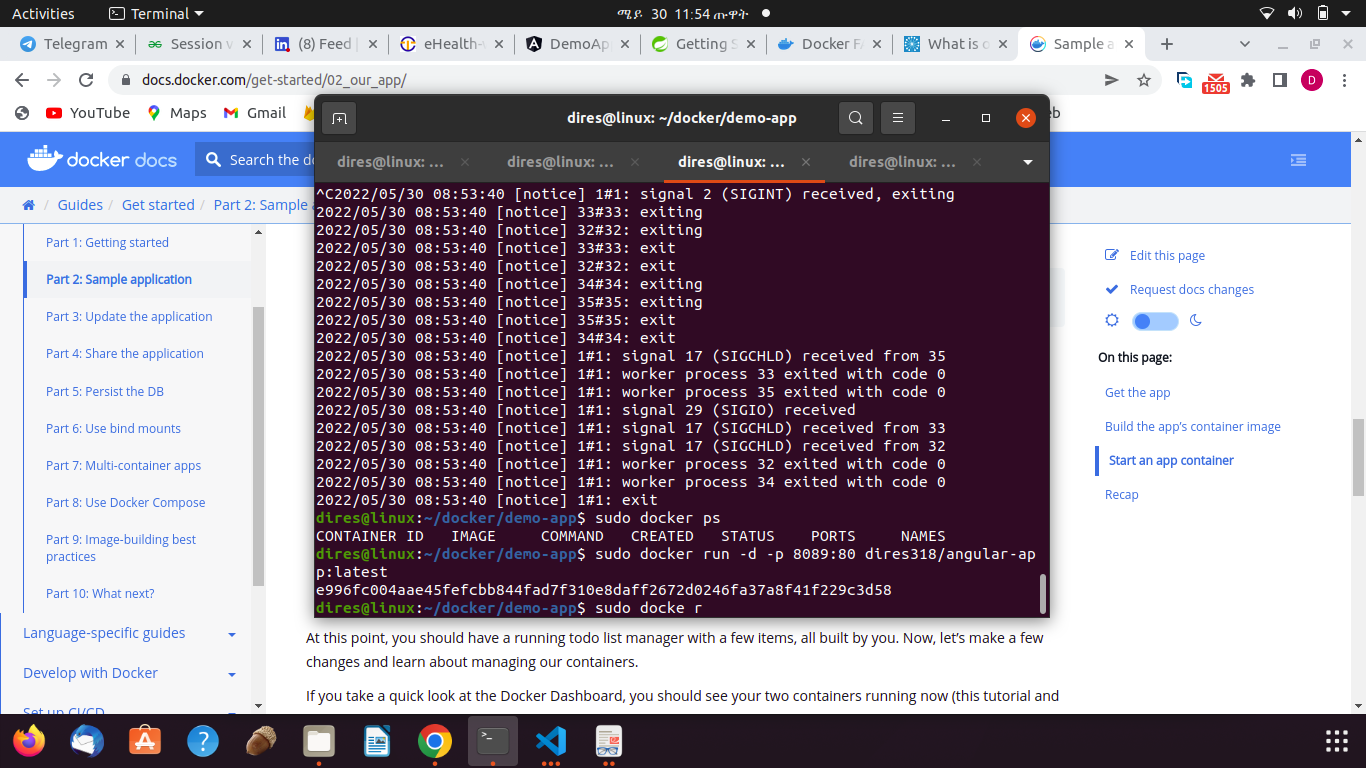 Activities
Terminal
ሜይ 30 11:54 ጡዋት
Telegram
Session v
(8) Feed |
eHealth-
DemoAp
Getting S
Docker FA
What is o
Sample a
docs.docker.com/get-started/02_our_app/
1505
D
YouTube
Maps
Gmail
eb
docker docs
Search the do
Guides / Get started / Part 2: Sample
Part 1: Getting started
Part 2: Sample application
Part 3: Update the application
Part 4: Share the application
Part 5: Persist the DB
Part 6: Use bind mounts
Part 7: Multi-container apps
Part 8: Use Docker Compose
Part 9: Image-building best
practices
Part 10: What next?
Language-specific guides
Develop with Docker
Set up CI/CD
dires@linux: ~/docker/demo-app
dires@linux: ...
dires@linux: ...
dires@linux: ...
dires@linux: ...
^C2022/05/30 08:53:40 [notice] 1#1: signal 2 (SIGINT) received, exiting
2022/05/30 08:53:40 [notice] 33#33: exiting
2022/05/30 08:53:40 [notice] 32#32: exiting
2022/05/30 08:53:40 [notice] 33#33: exit
2022/05/30 08:53:40 [notice] 32#32: exit
2022/05/30 08:53:40 [notice] 34#34: exiting
2022/05/30 08:53:40 [notice] 35#35: exiting
2022/05/30 08:53:40 [notice] 35#35: exit
2022/05/30 08:53:40 [notice] 34#34: exit
2022/05/30 08:53:40 [notice] 1#1: signal 17 (SIGCHLD) received from 35
2022/05/30 08:53:40 [notice] 1#1: worker process 33 exited with code 0
2022/05/30 08:53:40 [notice] 1#1: worker process 35 exited with code 0
2022/05/30 08:53:40 [notice] 1#1: signal 29 (SIGIO) received
2022/05/30 08:53:40 [notice] 1#1: signal 17 (SIGCHLD) received from 33
2022/05/30 08:53:40 [notice] 1#1: signal 17 (SIGCHLD) received from 32
2022/05/30 08:53:40 [notice] 1#1: worker process 32 exited with code 0
2022/05/30 08:53:40 [notice] 1#1: worker process 34 exited with code 0
2022/05/30 08:53:40 [notice] 1#1: exit
dires@linux:~/docker/demo-app$ sudo docker ps
CONTAINER ID   IMAGE     COMMAND   CREATED   STATUS    PORTS     NAMES
dires@linux:~/docker/demo-app$ sudo docker run -d -p 8089:80 dires318/angular-ap
p:latest
e996fc004aae45fefcbb844fad7f310e8daff2672d0246fa37a8f41f229c3d58
dires@linux:~/docker/demo-app$ sudo docke r
At this point, you should have a running todo list manager with a few items, all built by you. Now, let's make a few
changes and learn about managing our containers.
If you take a quick look at the Docker Dashboard, you should see your two containers running now (this tutorial and
Edit this page
Request docs changes
On this page:
Get the app
Build the app's container image
Start an app container
Recap